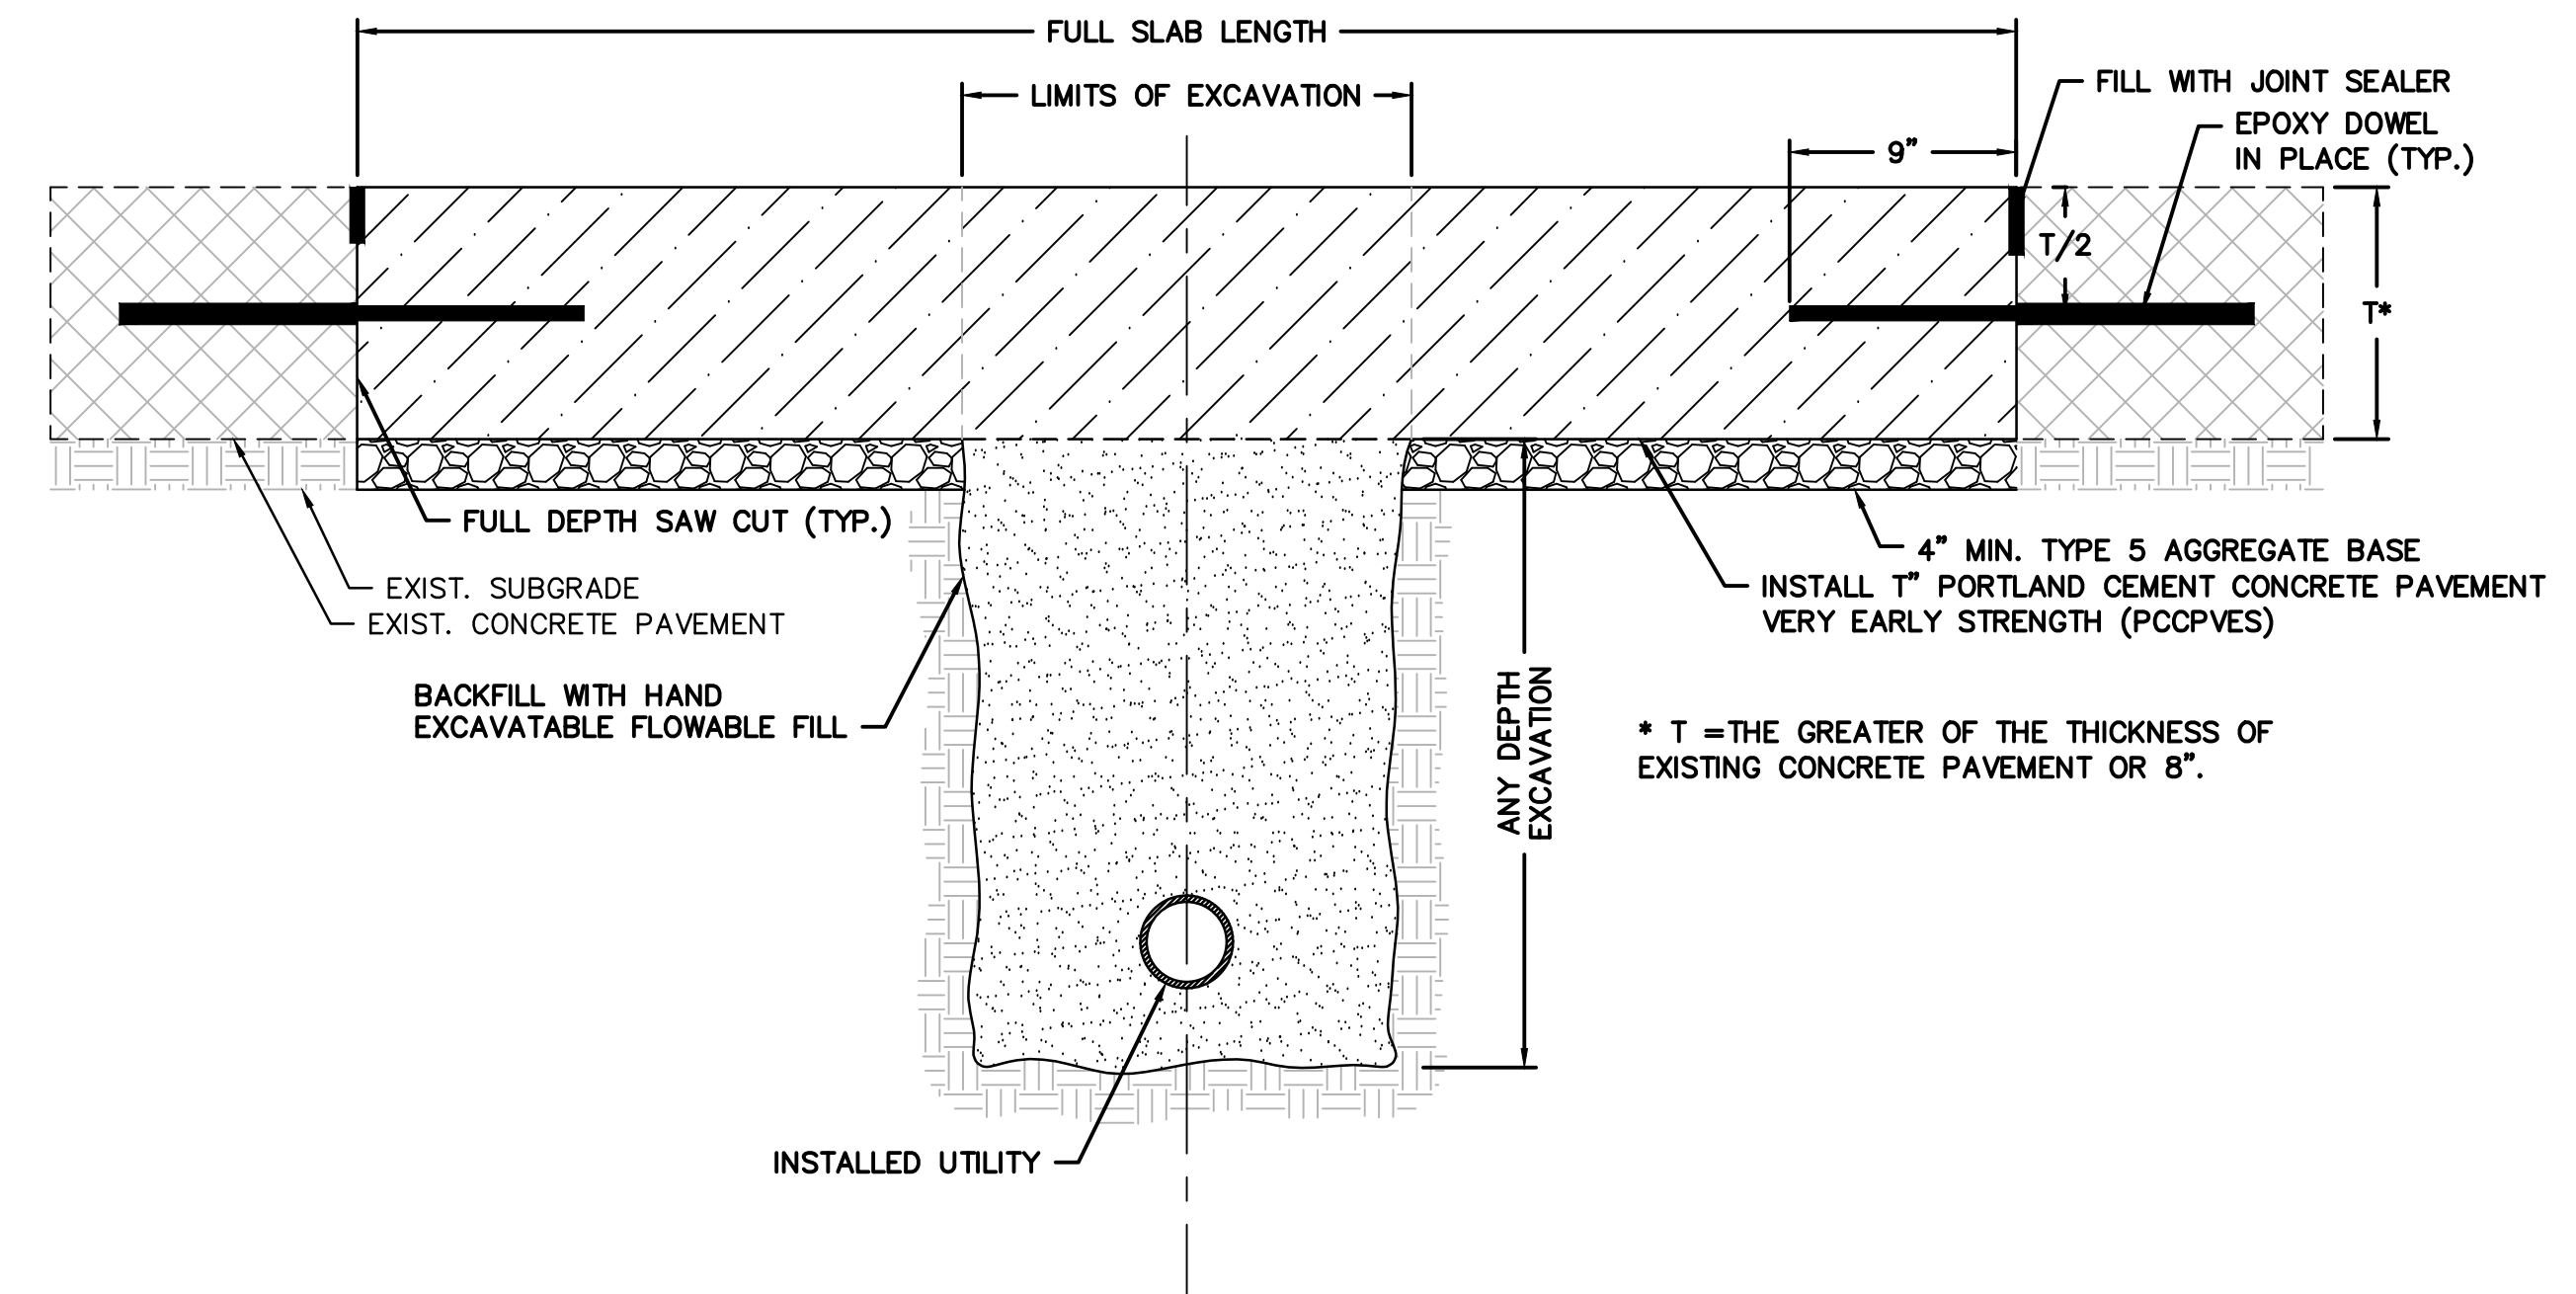 FULL SLAB LENGTH
LIMITS OF EXCAVATION
FILL WITH JOINT SEALER
EPOXY DOWEL
IN PLACE (TYP.)
9”
T/2
T*
FULL DEPTH SAW CUT (TYP.)
EXIST. SUBGRADE
EXIST. CONCRETE PAVEMENT
4” MIN. TYPE 5 AGGREGATE BASE
INSTALL T” PORTLAND CEMENT CONCRETE PAVEMENT
VERY EARLY STRENGTH (PCCPVES)
BACKFILL WITH HAND
EXCAVATABLE FLOWABLE FILL
ANY DEPTH
EXCAVATION
* T =THE GREATER OF THE THICKNESS OF
EXISTING CONCRETE PAVEMENT OR 8”.
INSTALLED UTILITY